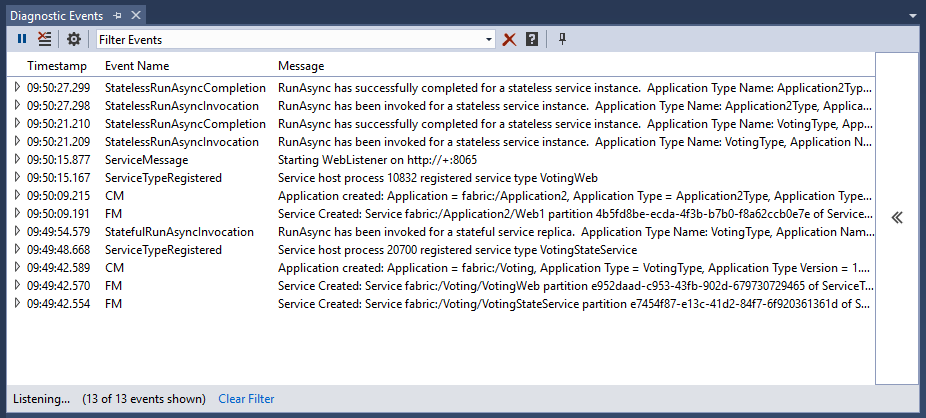 Diagnostic Events
Filter Events
Timestamp Event Name Message
09:50:27.299 StatelessRunAsyncCompletion RunAsync has successfully completed for a stateless service instance. Application Type Name: Application2Typ...
09:50:27.298 StatelessRunAsyncInvocation RunAsync has been invoked for a stateless service instance. Application Type Name: Application2Type, Applica...
09:50:21.210 StatelessRunAsyncCompletion RunAsync has successfully completed for a stateless service instance. Application Type Name: VotingType, App...
09:50:21.209 StatelessRunAsyncInvocation RunAsync has been invoked for a stateless service instance. Application Type Name: VotingType, Application N...
09:50:15.877 ServiceMessage Starting WebListener on http://+:8065
09:50:15.167 ServiceTypeRegistered Service host process 10832 registered service type VotingWeb
09:50:09.215 CM Application created: Application = fabric:/Application2, Application Type = Application2Type, Application Typ...
09:50:09.191 FM Service Created: Service fabric:/Application2/Web1 partition 4b5fd8be-ecda-4f3b-b7b0-f8a62ccb0e7e of Service...
09:49:54.579 StatefulRunAsyncInvocation RunAsync has been invoked for a stateful service replica. Application Type Name: VotingType, Application Nam...
09:49:48.668 ServiceTypeRegistered Service host process 20700 registered service type VotingStateService
09:49:42.589 CM Application created: Application = fabric:/Voting, Application Type = VotingType, Application Type Version = 1....
09:49:42.570 FM Service Created: Service fabric:/Voting/VotingWeb partition e952daad-c953-43fb-902d-679730729465 of ServiceT...
09:49:42.554 FM Service Created: Service fabric:/Voting/VotingStateService partition e7454f87-e13c-41d2-84f7-6f920361361d of S...
Listening... (13 of 13 events shown) Clear Filter